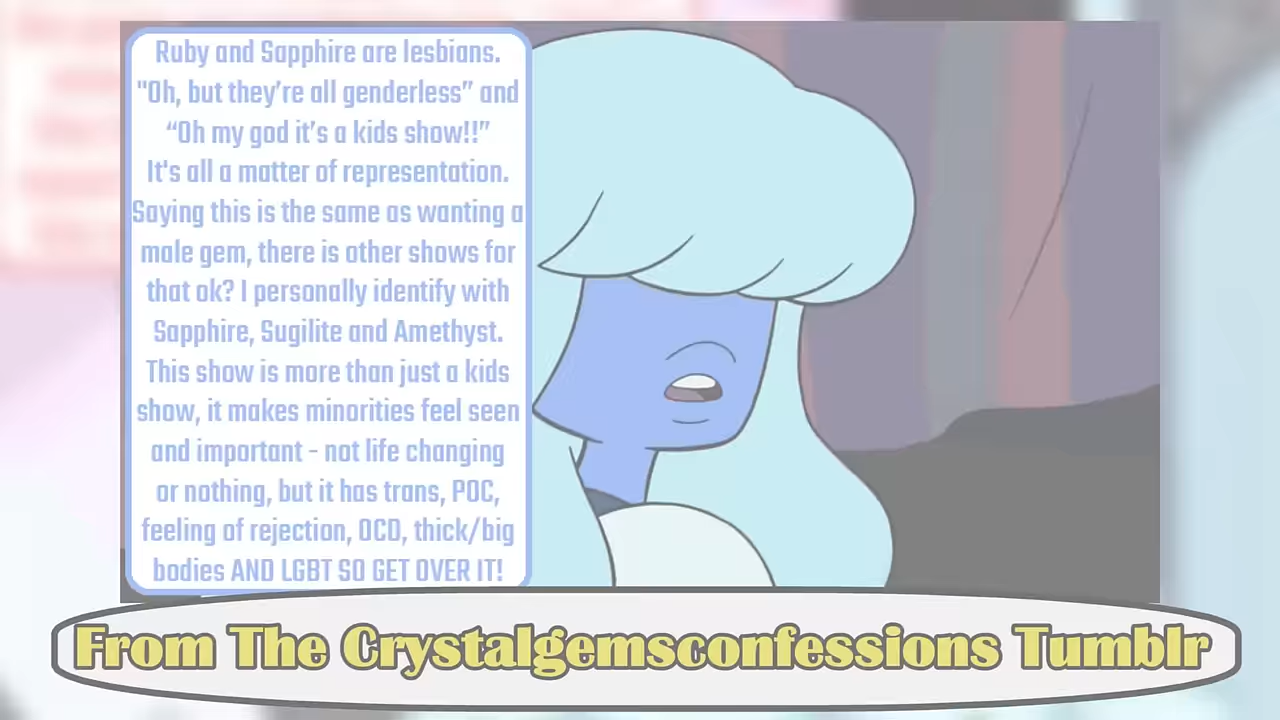 Ruby and Sapphire are lesbians.
"Oh, but they’re all genderless” and
“Oh my god it’s a kids show!!”
It's all a matter of representation.
Saying this is the same as wanting a
male gem, there is other shows for
that ok? I personally identify with
Sapphire, Sugilite and Amethyst.
This show is more than just a kids
show, it makes minorities feel seen
and important - not life changing
or nothing, but it has trans, POC,
feeling of rejection, OCD, thick/big
bodies AND LGBT SO GET OVER IT!
From The Crystalgemsconfessions Tumblr